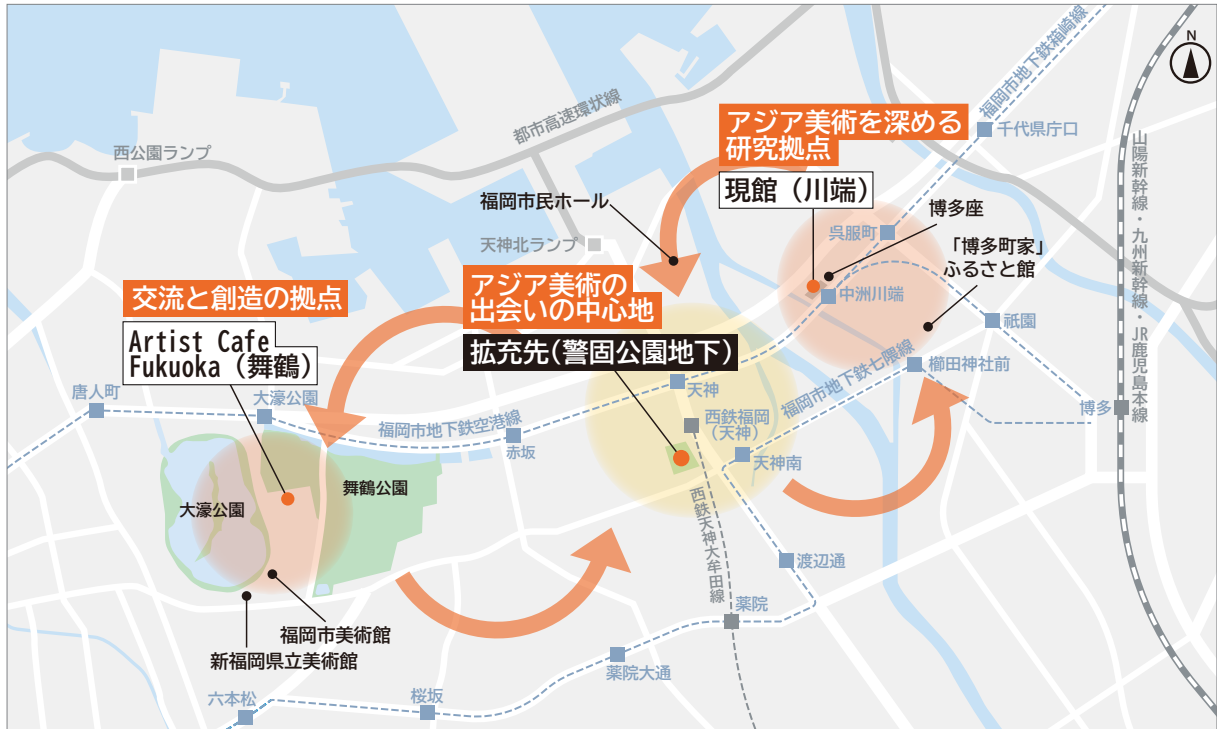 N
福岡市地下鉄箱崎線
都市高速環状線
アジア美術を深める
研究拠点
千代県庁口
山陽新幹線・九州新幹線・JR鹿児島本線
西公園ランプ
現館（川端）
福岡市民ホール
博多座
呉服町
「博多町家」
ふるさと館
天神北ランプ
アジア美術の
出会いの中心地
交流と創造の拠点
中洲川端
祇園
Artist Cafe
Fukuoka（舞鶴）
拡充先(警固公園地下)
福岡市地下鉄七隈線
櫛田神社前
唐人町
大濠公園
天神
博多
福岡市地下鉄空港線
赤坂
西鉄福岡
（天神）
天神南
舞鶴公園
大濠公園
西鉄天神大牟田線
渡辺通
薬院
福岡市美術館
新福岡県立美術館
薬院大通
六本松
桜坂